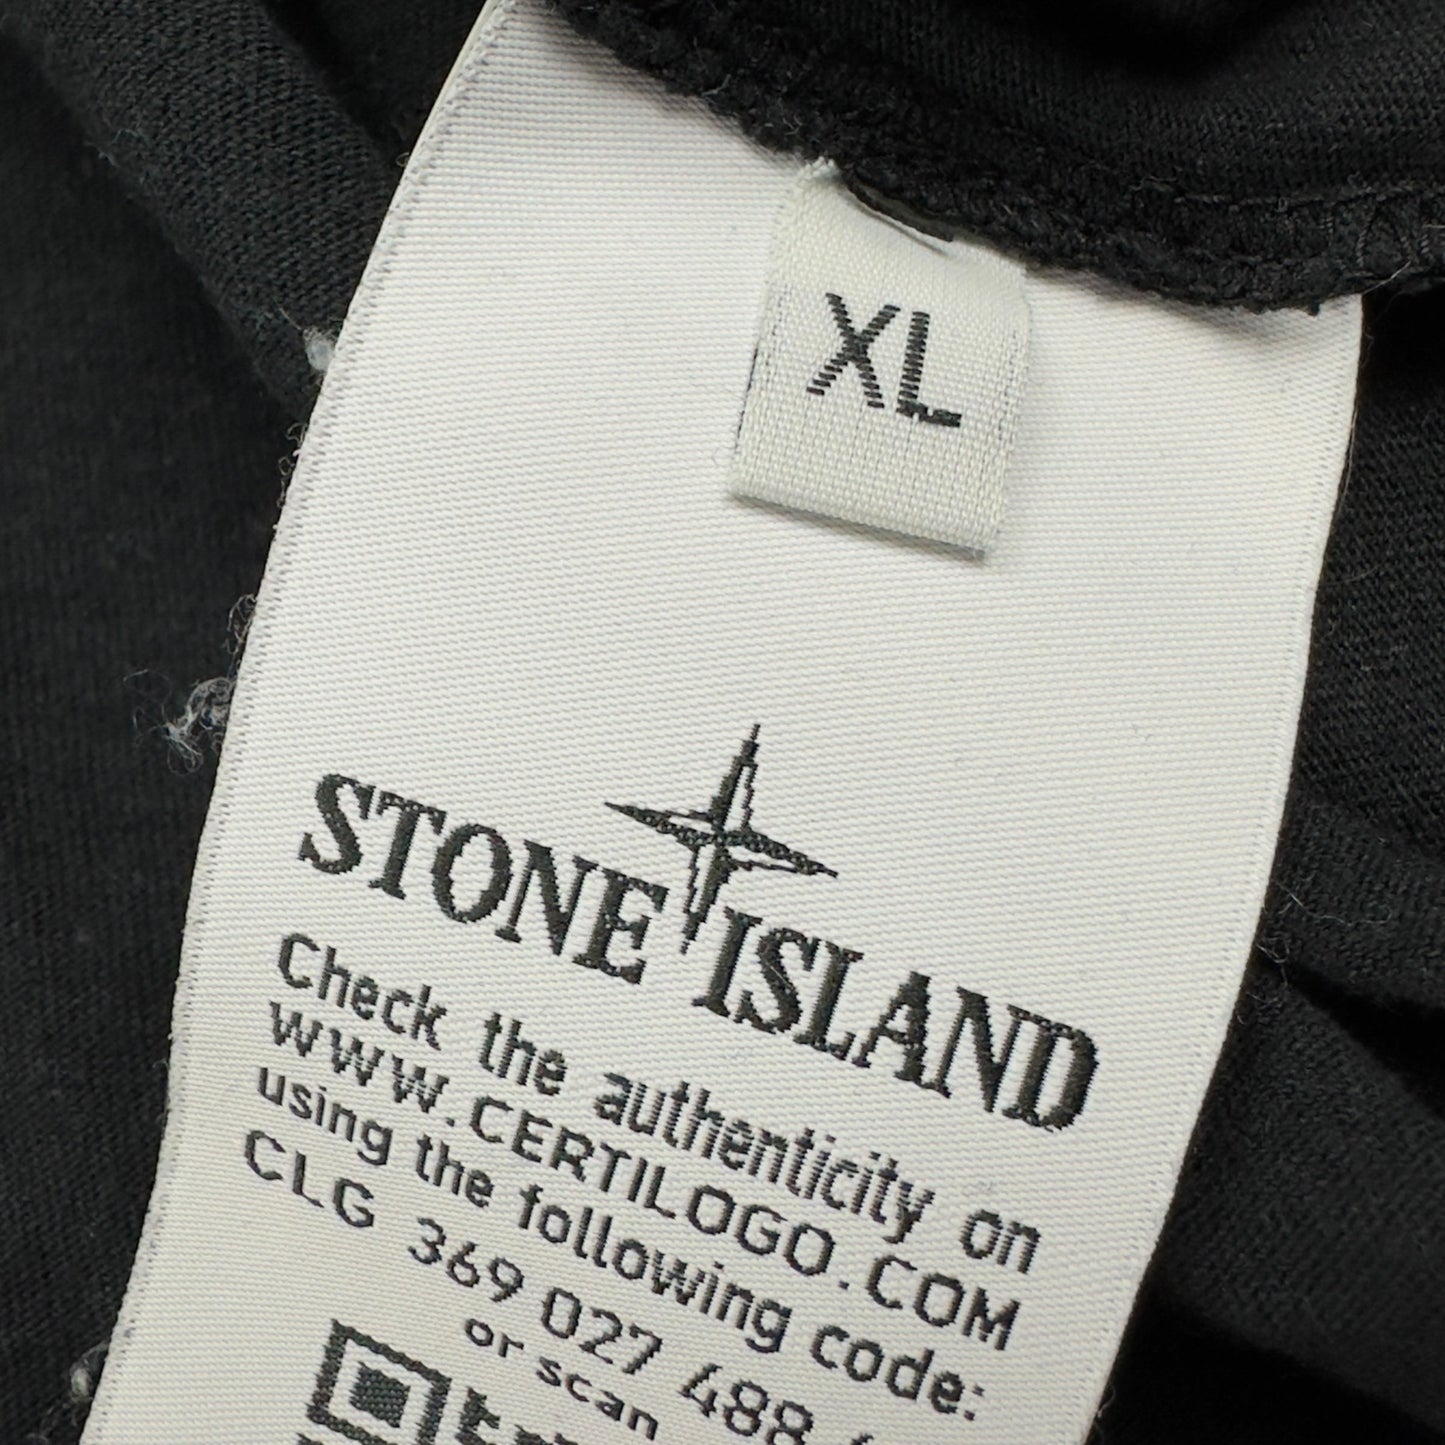 XL
STONE ISLAND
Check the authenticity on
WWW.CERTILOGO.COM
using the following code:
CLG 369 027 488
or scan